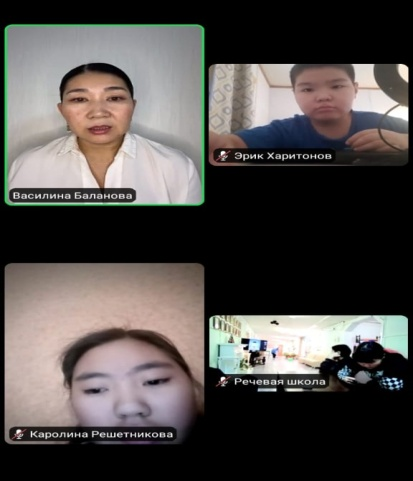 Василина Баланова
Эрик Харитонов
Каролина Решетникова
Речевая школа